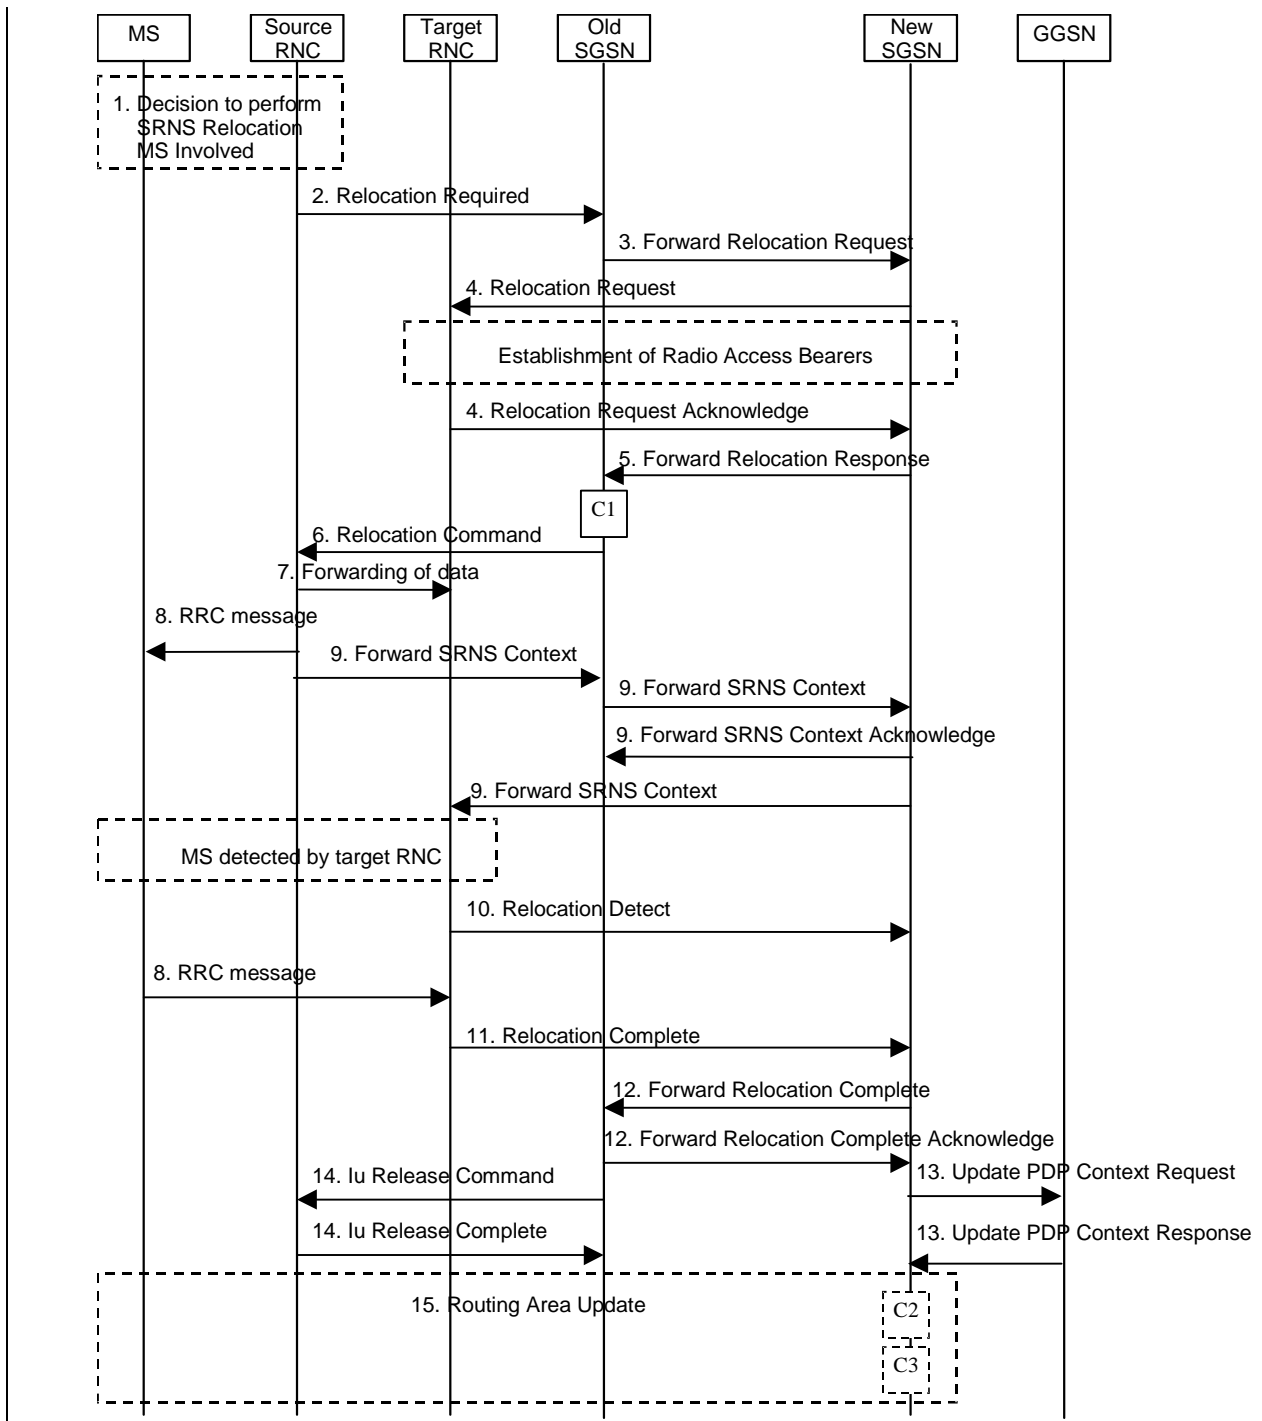 MS
Source
RNC
Target
RNC
Old
SGSN
New
SGSN
GGSN
1. Decision to perform
SRNS Relocation
MS Involved
2. Relocation Required
3. Forward Relocation Request
4. Relocation Request
Establishment of Radio Access Bearers
4. Relocation Request Acknowledge
5. Forward Relocation Response
C1
6. Relocation Command
7. Forwarding of data
8. RRC message
9. Forward SRNS Context
9. Forward SRNS Context
9. Forward SRNS Context Acknowledge
9. Forward SRNS Context
MS detected by target RNC
10. Relocation Detect
8. RRC message
11. Relocation Complete
12. Forward Relocation Complete
12. Forward Relocation Complete Acknowledge
14. Iu Release Command
13. Update PDP Context Request
14. Iu Release Complete
13. Update PDP Context Response
15. Routing Area Update
C2
C3